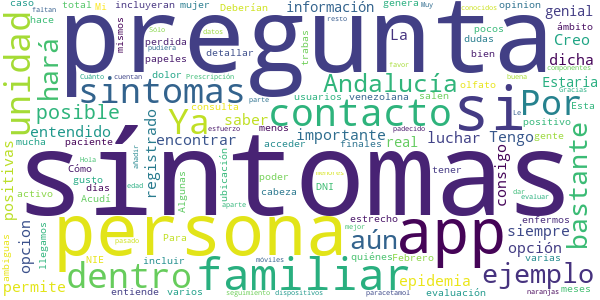 caso
faltan
total
Mi
incluyeran
mujer
Deberían
información
genera
Muy
opinion
conocidos
ámbito
genial
resto
mismos
perdida
papeles
Solo
datos
pudiera
trabas
La
pocos
dudas
bien
Creo
dicha
pregunta
unidad
hará
sintomas
Cuánto
cuentan
detallar
dolor
Prescripción
Andalucía
usuarios
venezolana
salen
olfato
Estaria
componentes
buena
Gracias
Esta
posible
entendido
Ya
contacto
si
Por
consulta
parte
saber
encontrar
esfuerzo
menos
importante
acceder
finales
real
luchar
Tengo
favor
positivo
gente
Le
bastante
positivas
mucha
paciente
registrado
síntomas
Hola
añadir
Cómo
dias
gusto
edad
activo
Acudí
Algunas
ubicación
poder
cabeza
DNI
tener
padecido
consigo
dar
evaluar
estrecho
enfermos
quiénes
Febrero
siempre
varias
persona
app
aún
opción
opcion
aparte
NIE
Para
pasado
mejor
ambiguas
llegamos
incluir
permite
entiende
varios
dentro
familiar
epidemia
evaluación
ejemplo
seguimiento
dispositivos
móviles
paracetamol
naranjas
meses